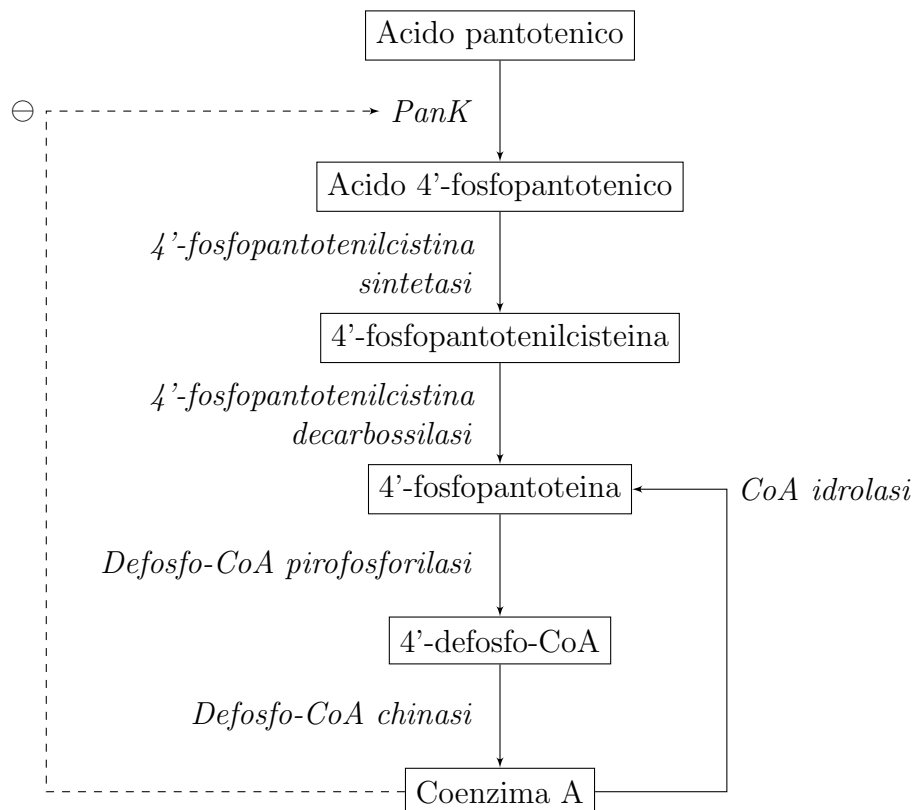 Acido pantotenico
⊖
PanK
Acido 4'-fosfopantotenico
4'-fosfopantotenilcistina
sintetasi
4'-fosfopantotenilcisteina
4'-fosfopantotenilcistina
decarbossilasi
4'-fosfopantoteina
CoA idrolasi
Defosfo-CoA pirofosforilasi
4'-defosfo-CoA
Defosfo-CoA chinasi
Coenzima A